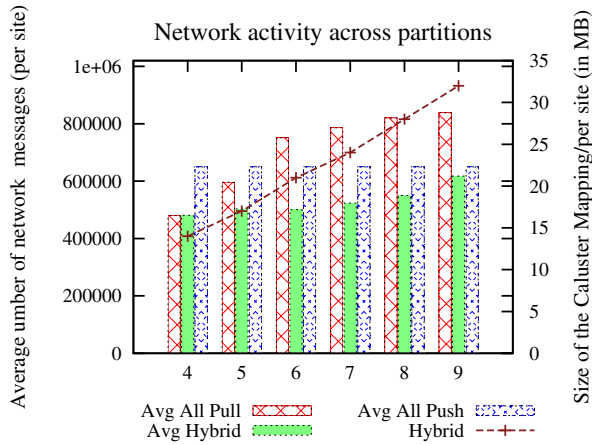 Network activity across partitions
Average umber of network messages (per site)
1e+06
800000
600000
400000
200000
0
35
30
25
20
15
10
5
0
Size of the Caluster Mapping/per site (in MB)
4 5 6 7 8 9
Avg All Pull Avg All Push
Avg Hybrid Hybrid